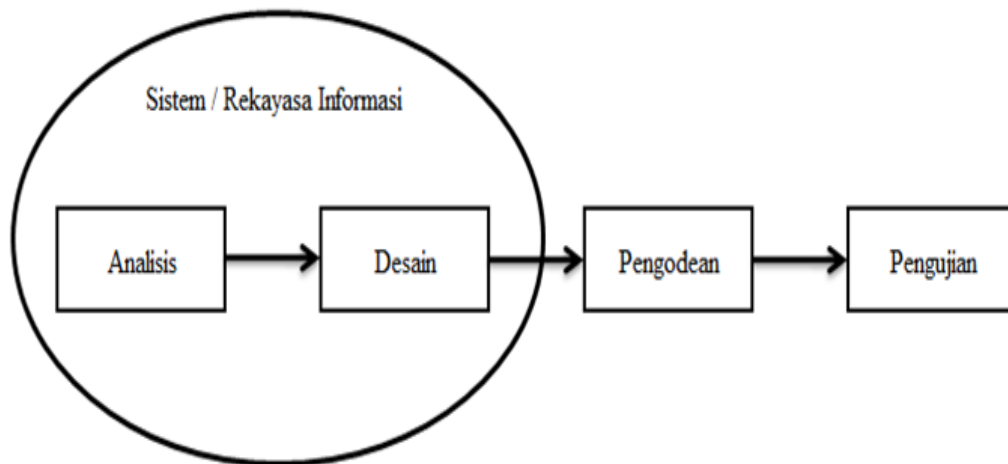 Sistem / Rekayasa Informasi
Analisis
Desain
Pengodean
Pengujian